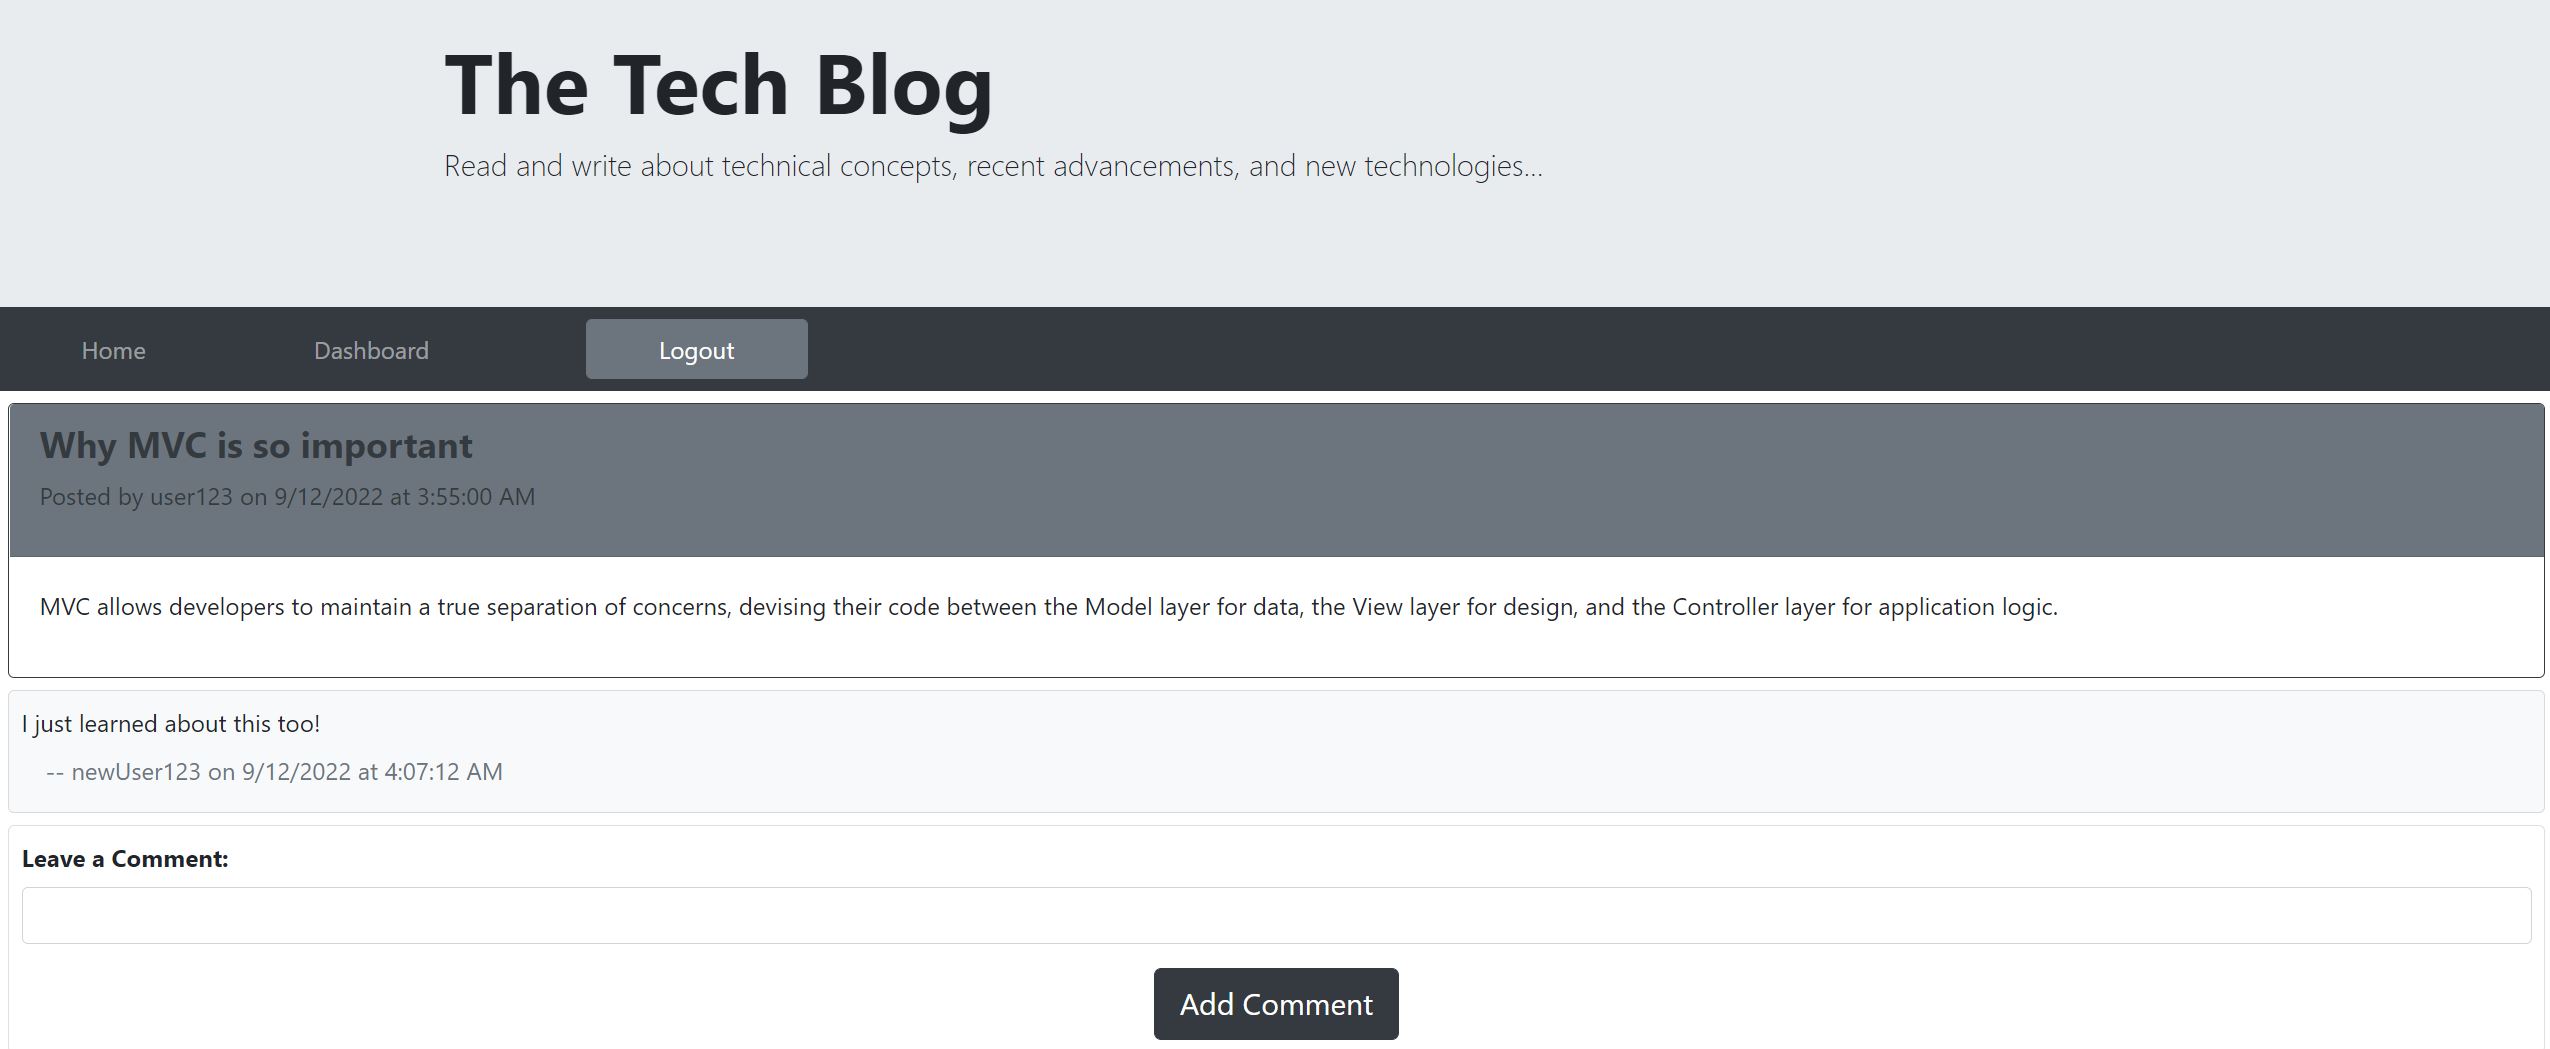 The Tech Blog
Read and write about technical concepts, recent advancements, and new technologies...
Home Dashboard Logout
Why MVC is so important
Posted by user123 on 9/12/2022 at 3:55:00 AM
MVC allows developers to maintain a true separation of concerns, devising their code between the Model layer for data, the View layer for design, and the Controller layer for application logic.
I just learned about this too!
-- newUser123 on 9/12/2022 at 4:07:12 AM
Leave a Comment:
Add Comment